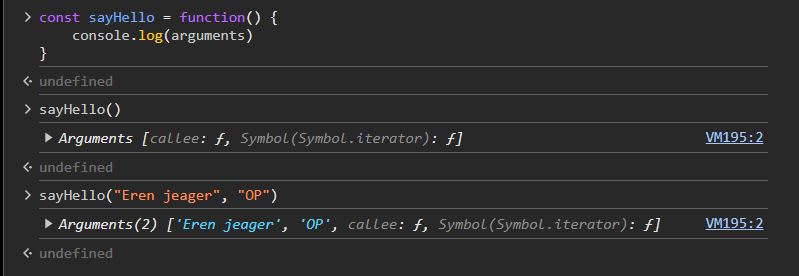 > const sayHello = function() {
console.log(arguments)
}
undefined
> sayHello()
Arguments [callee: ƒ, Symbol(Symbol.iterator): ƒ] VM195:2
undefined
> sayHello("Eren jeager", "OP")
Arguments(2) ['Eren jeager', 'OP', callee: ƒ, Symbol(Symbol.iterator): ƒ] VM195:2
undefined